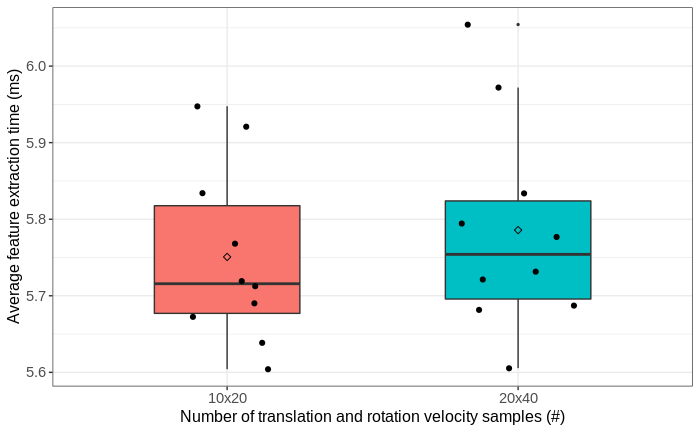 Average feature extraction time (ms)
6.0
5.9
5.8
5.7
5.6
10x20
20x40
Number of translation and rotation velocity samples (#)